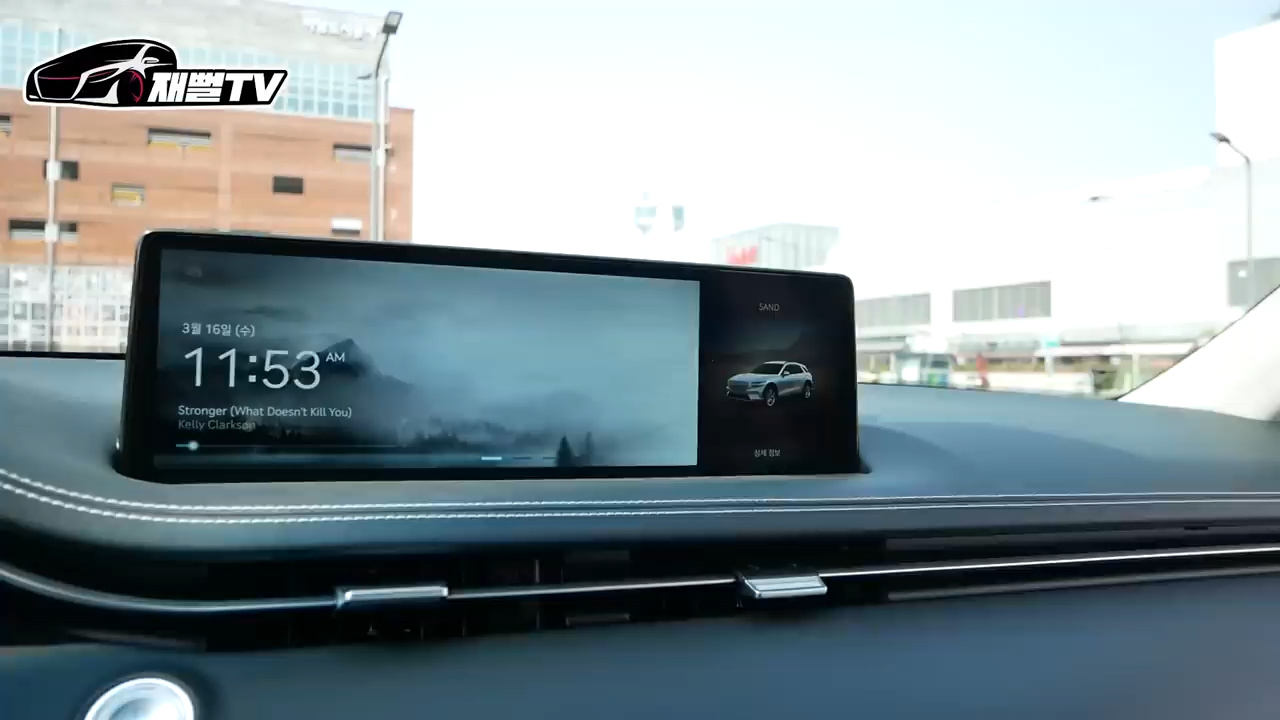 재뻘TV
3월 16일 (수)
11:53 AM
Stronger (What Doesn't Kill You)
Kelly Clarkson
SAND
상세 정보